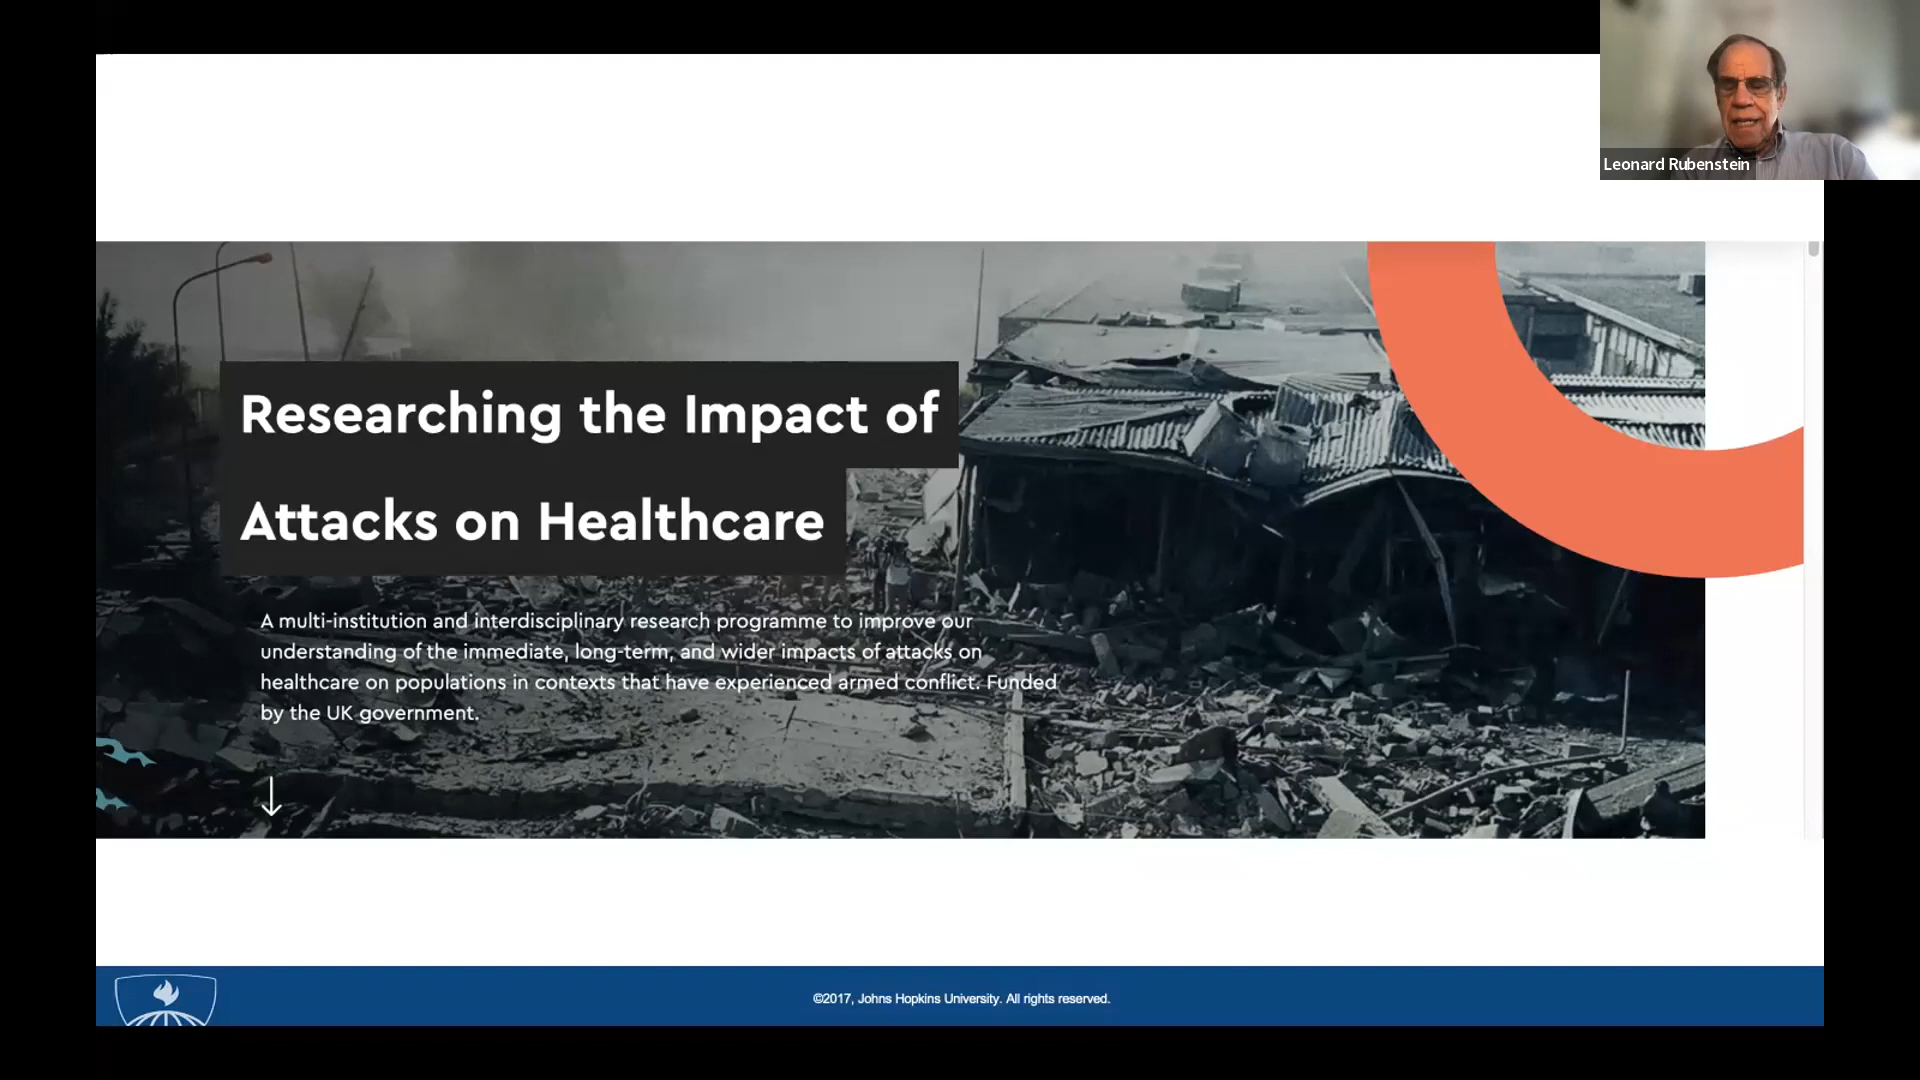 Leonard Rubenstein
Researching the Impact of
Attacks on Healthcare
A multi-institution and interdisciplinary research programme to improve our
understanding of the immediate, long-term, and wider impacts of attacks on
healthcare on populations in contexts that have experienced armed conflict. Funded
by the UK government.
©2017, Johns Hopkins University. All rights reserved.